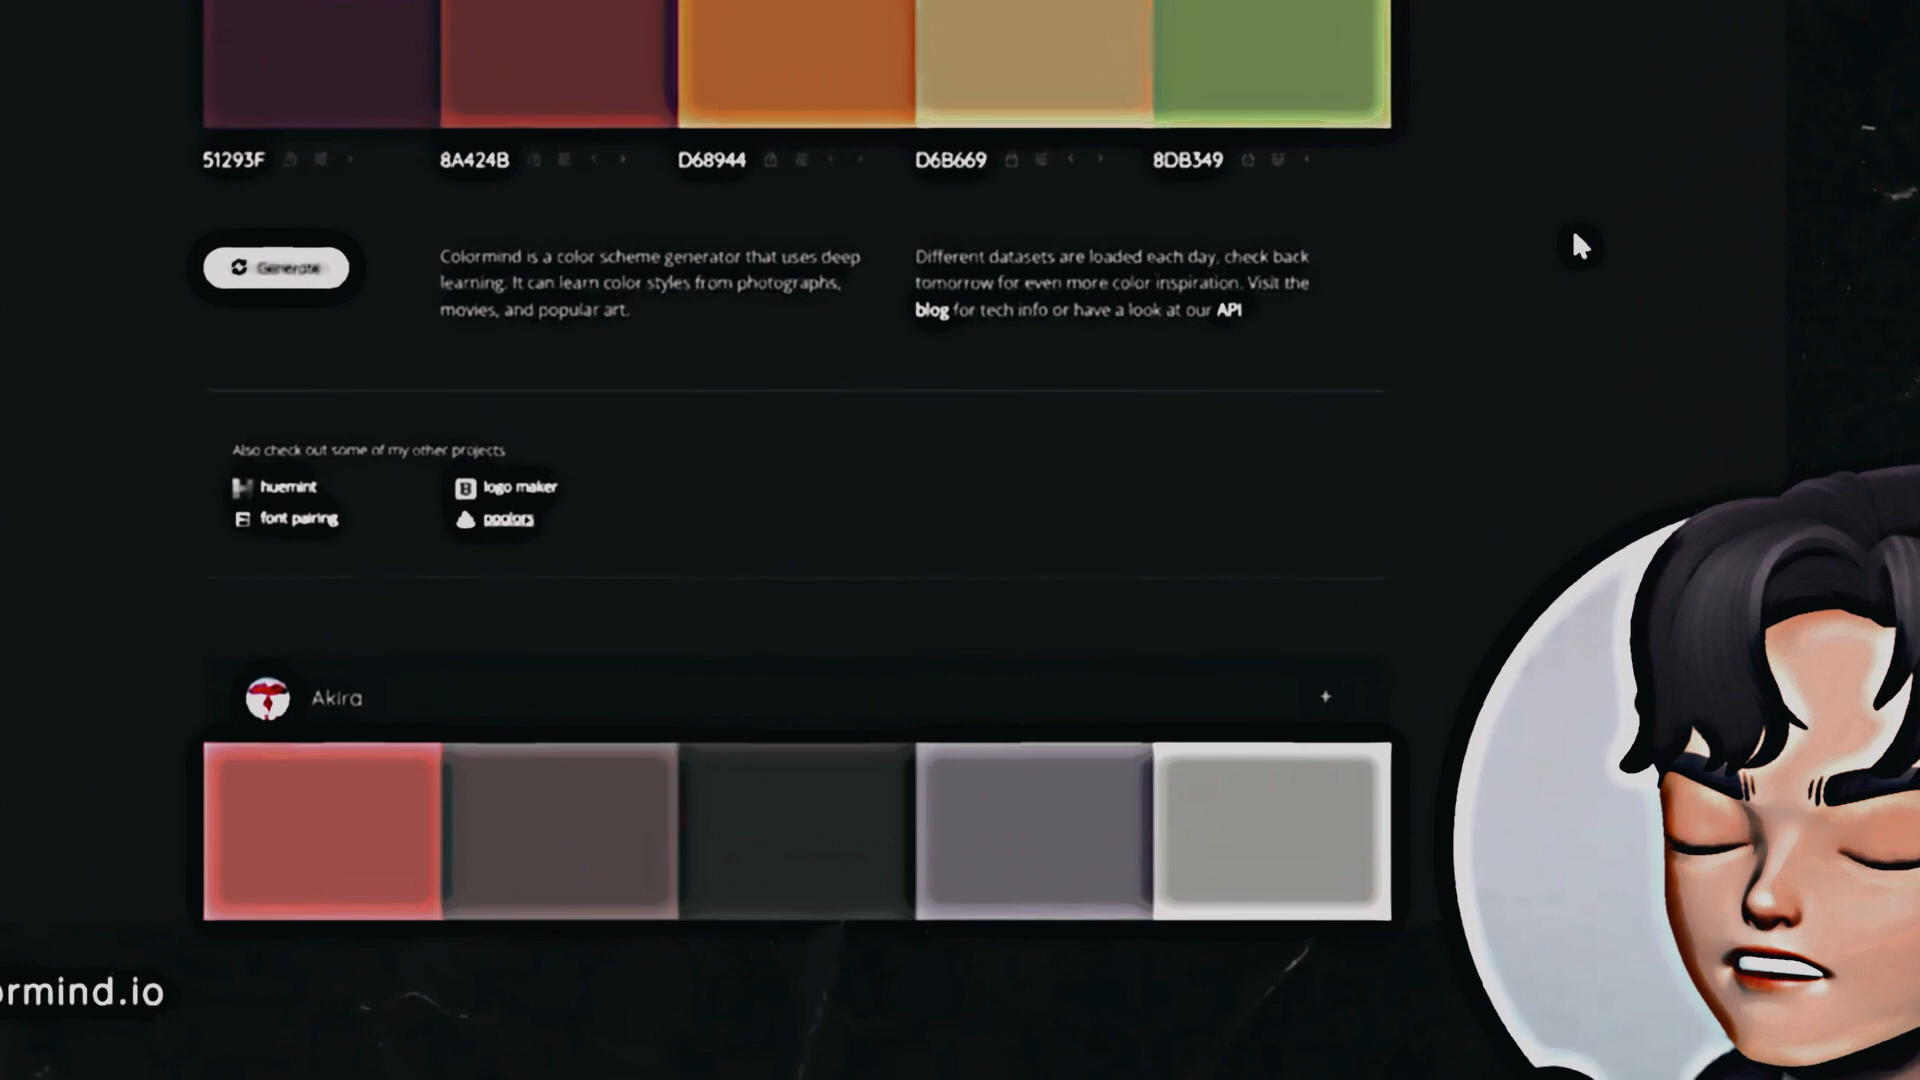 51293F 8A424B D68944 D6B669 8DB349
Generate
Colormind is a color scheme generator that uses deep
learning. It can learn color styles from photographs,
movies, and popular art.
Different datasets are loaded each day, check back
tomorrow for even more color inspiration. Visit the
blog for tech info or have a look at our API
Also check out some of my other projects
huemint logo maker
font pairing
Akira
ormind.io